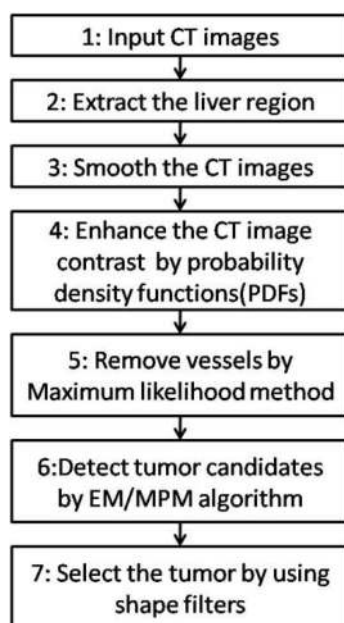 1: Input CT images
2: Extract the liver region
3: Smooth the CT images
4: Enhance the CT image
contrast by probability
density functions(PDFs)
5: Remove vessels by
Maximum likelihood method
6:Detect tumor candidates
by EM/MPM algorithm
7: Select the tumor by using
shape filters